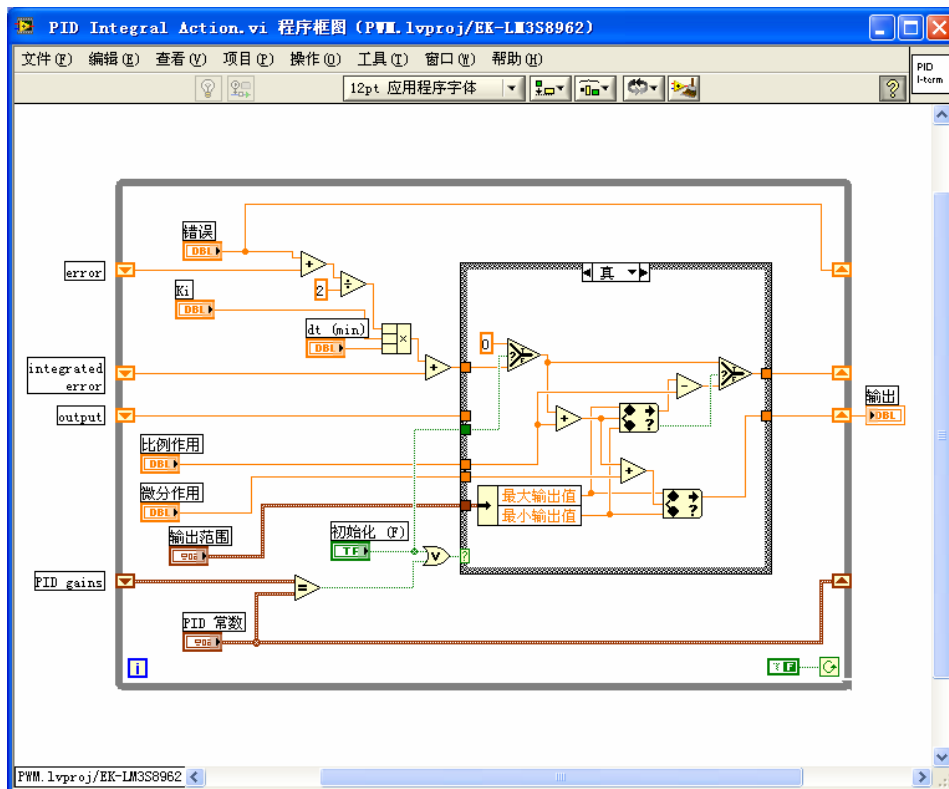 PID Integral Action.vi 程序框图 (PWM.lvproj/EK-LM3S8962)
文件(F) 编辑(E) 查看(V) 项目(P) 操作(O) 工具(T) 窗口(W) 帮助(H)
PID
I-term
12pt 应用程序字体
?
错误
DBL
error
+
÷
2
Ki
DBL
dt (min)
DBL
×
+
integrated
error
output
比例作用
DBL
微分作用
DBL
输出范围
初始化 (F)
TF
V
?
PID gains
=
PID 常数
i
真
0
?
T
F
?
T
F
-
+
?
+
?
最大输出值
最小输出值
输出
DBL
F
PWM.lvproj/EK-LM3S8962